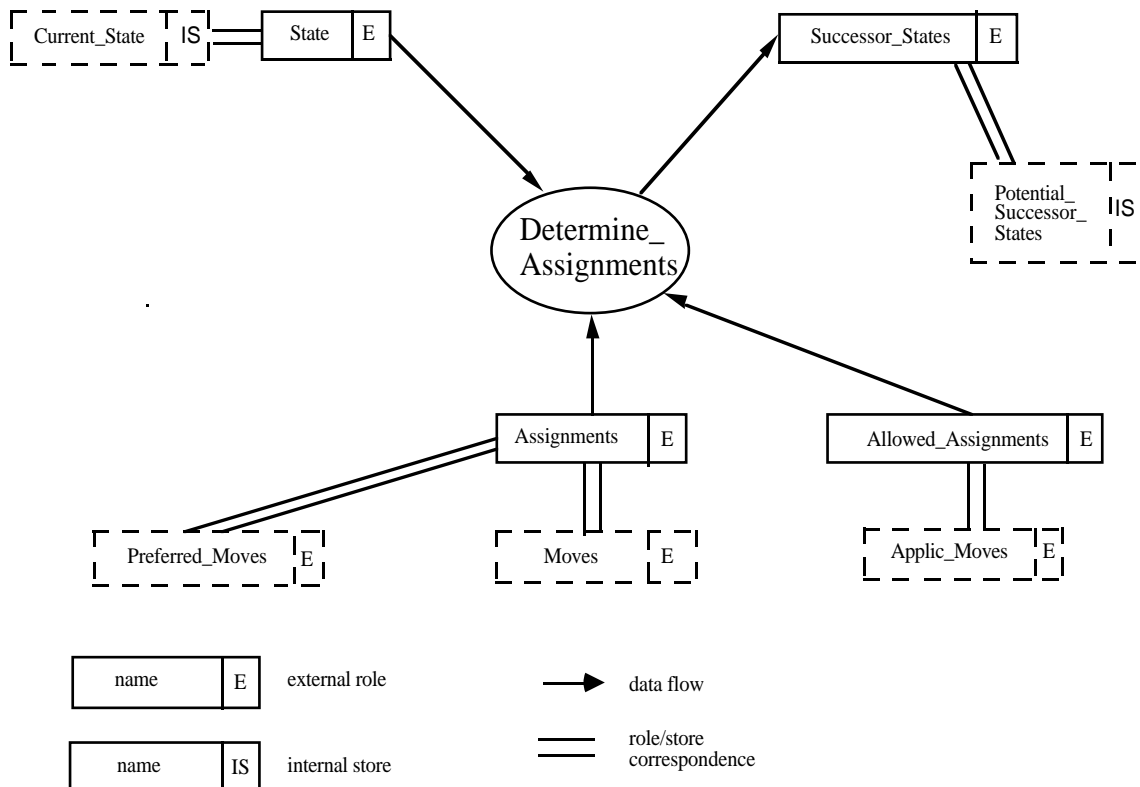 Current_State IS State E Successor_States E
Potential_
Successor_
States
IS
Determine_
Assignments
Assignments E Allowed_Assignments E
Preferred_Moves E Moves E Applic_Moves E
name E external role data flow
name IS internal store role/store
correspondence